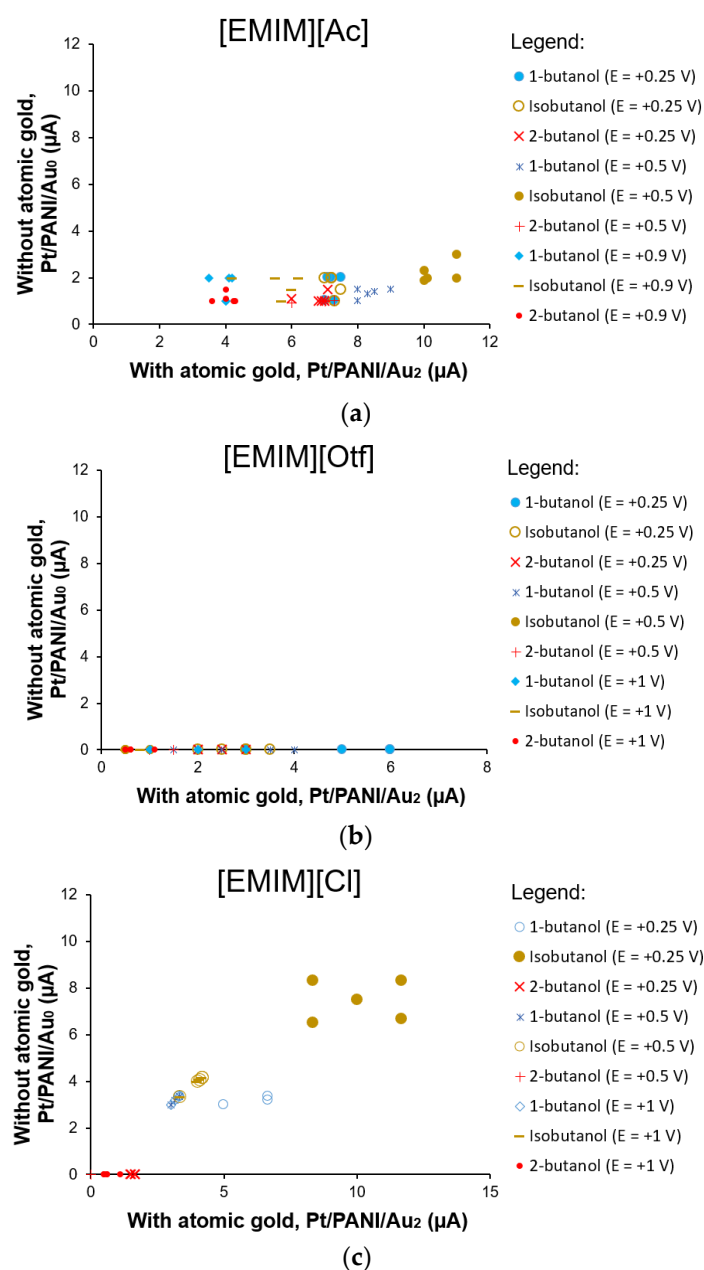 [EMIM][Ac]
Legend:
1-butanol (E = +0.25 V)
Isobutanol (E = +0.25 V)
2-butanol (E = +0.25 V)
1-butanol (E = +0.5 V)
Isobutanol (E = +0.5 V)
2-butanol (E = +0.5 V)
1-butanol (E = +0.9 V)
Isobutanol (E = +0.9 V)
2-butanol (E = +0.9 V)
Without atomic gold,
Pt/PANI/Au0 (µA)
12
10
8
6
4
2
0
0 2 4 6 8 10 12
With atomic gold, Pt/PANI/Au2 (µA)
(a)
[EMIM][Otf]
Legend:
1-butanol (E = +0.25 V)
Isobutanol (E = +0.25 V)
2-butanol (E = +0.25 V)
1-butanol (E = +0.5 V)
Isobutanol (E = +0.5 V)
2-butanol (E = +0.5 V)
1-butanol (E = +1 V)
Isobutanol (E = +1 V)
2-butanol (E = +1 V)
Without atomic gold,
Pt/PANI/Au0 (µA)
12
10
8
6
4
2
0
0 2 4 6 8
With atomic gold, Pt/PANI/Au2 (µA)
(b)
[EMIM][Cl]
Legend:
1-butanol (E = +0.25 V)
Isobutanol (E = +0.25 V)
2-butanol (E = +0.25 V)
1-butanol (E = +0.5 V)
Isobutanol (E = +0.5 V)
2-butanol (E = +0.5 V)
1-butanol (E = +1 V)
Isobutanol (E = +1 V)
2-butanol (E = +1 V)
Without atomic gold,
Pt/PANI/Au0 (µA)
12
10
8
6
4
2
0
0 5 10 15
With atomic gold, Pt/PANI/Au2 (µA)
(c)